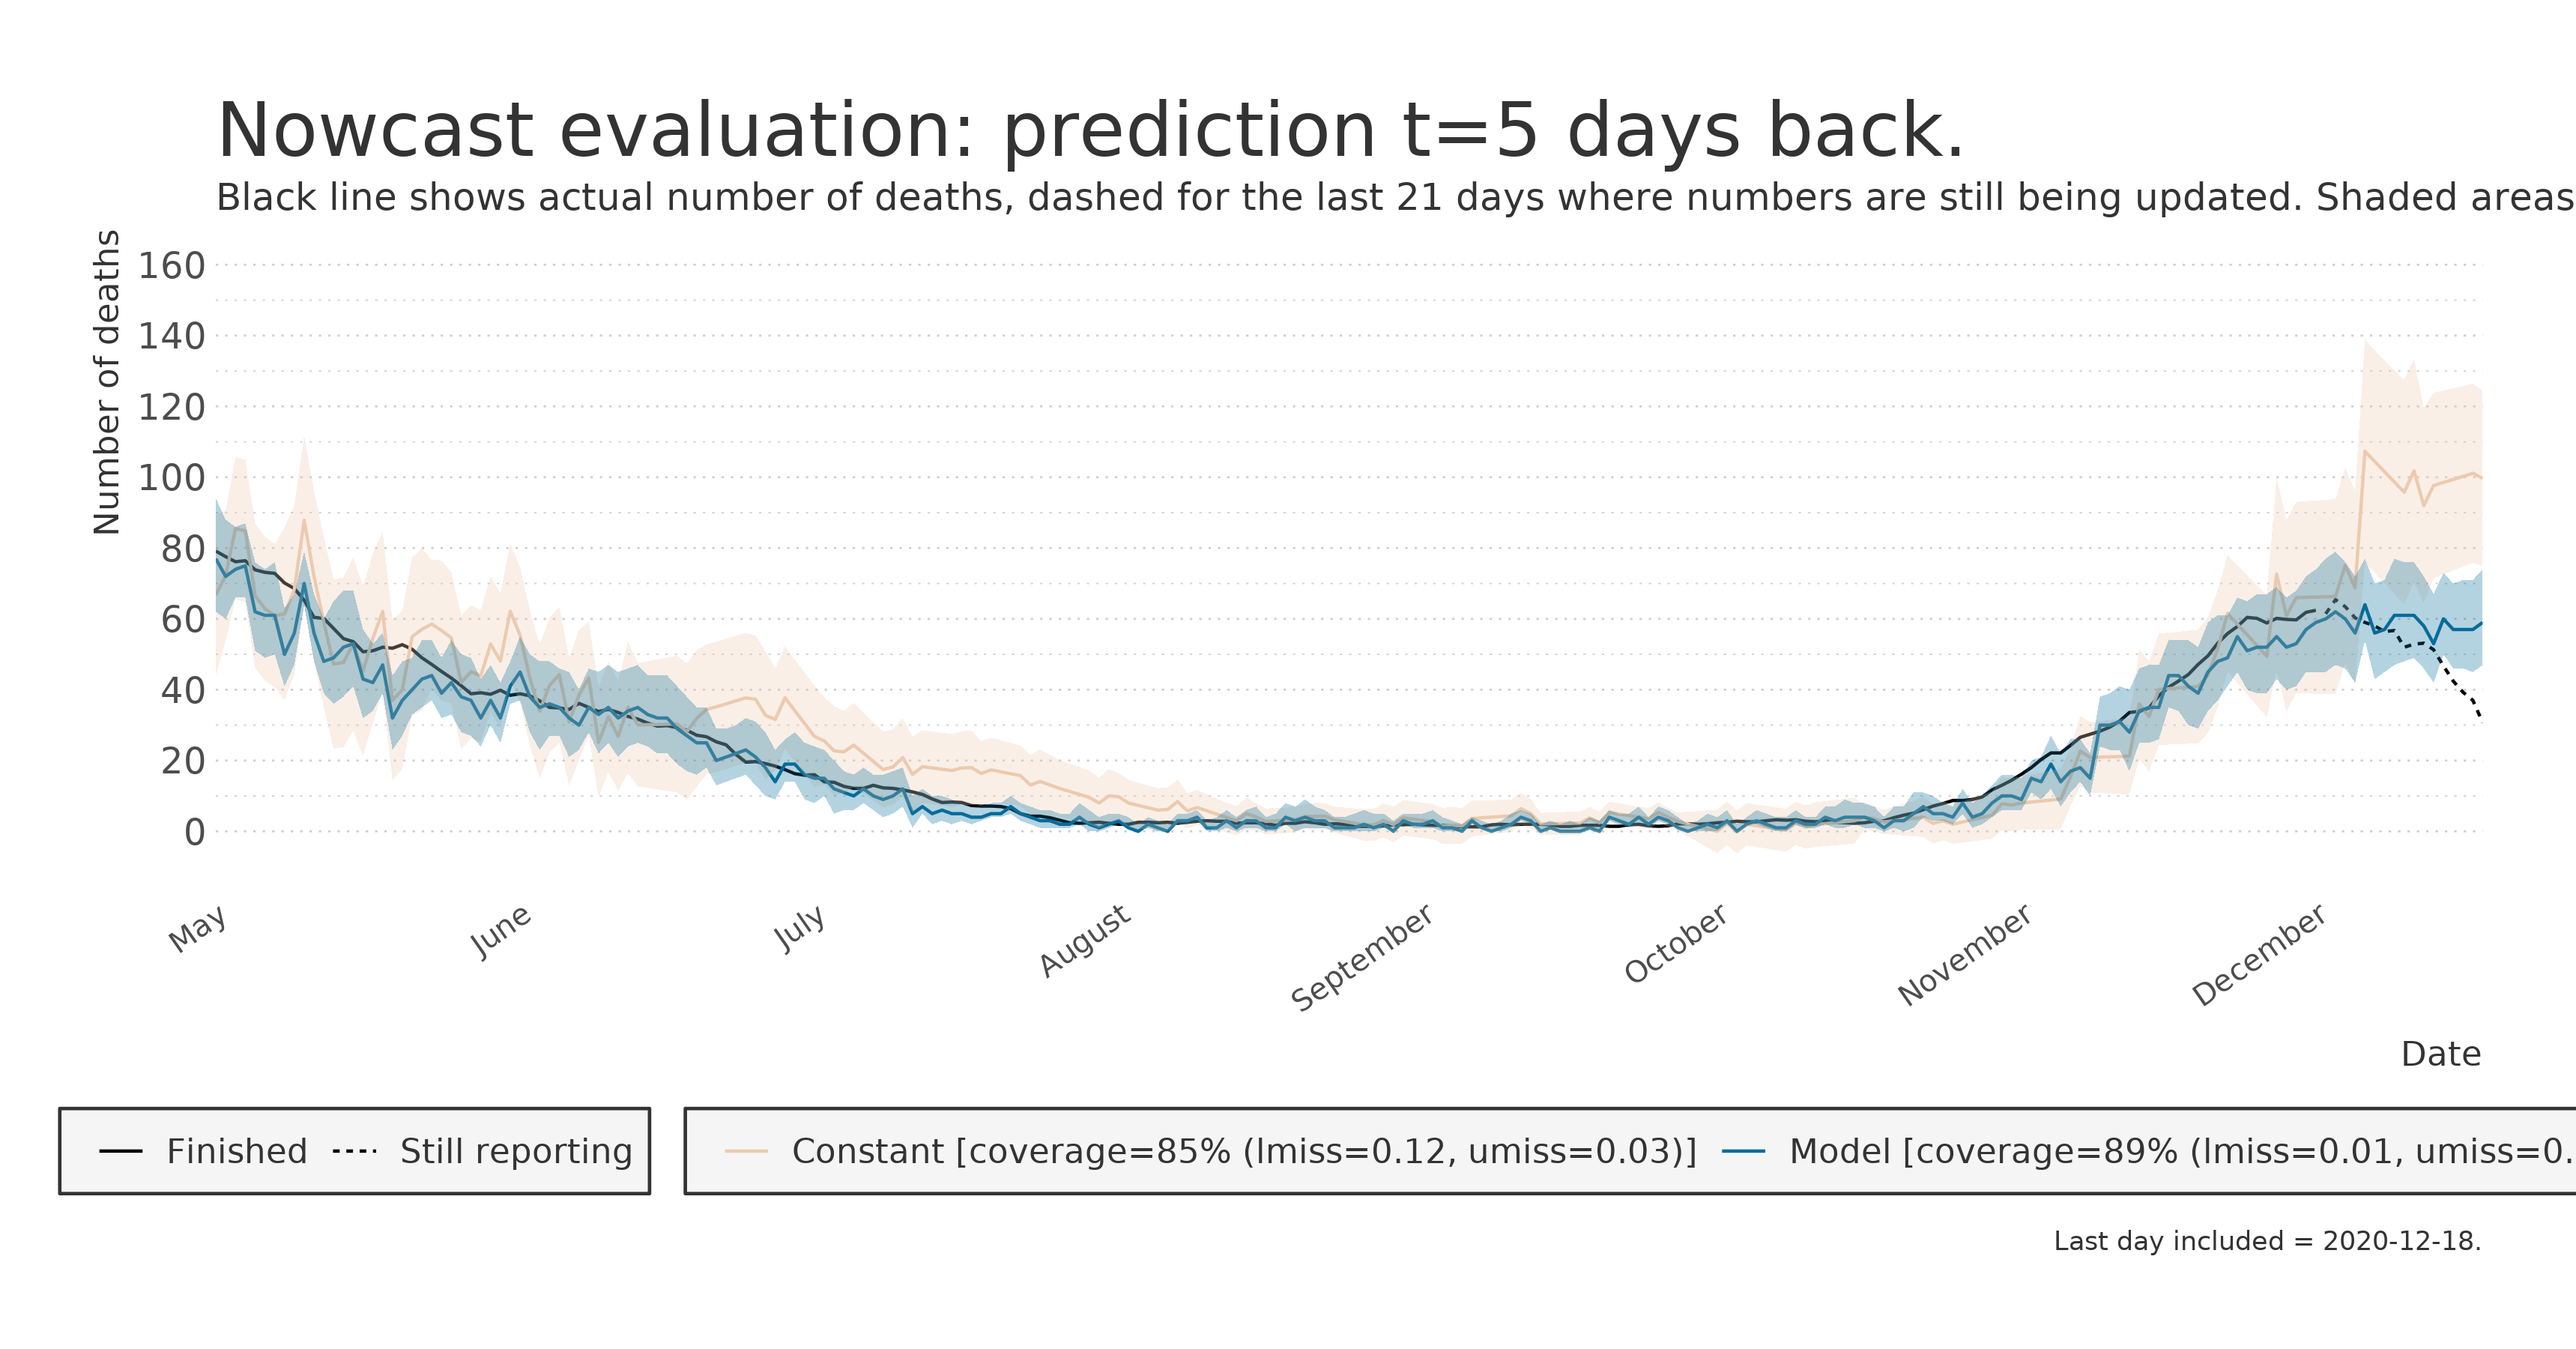 Nowcast evaluation: prediction t=5 days back.
Black line shows actual number of deaths, dashed for the last 21 days where numbers are still being updated. Shaded areas
Number of deaths
160
140
120
100
80
60
40
20
0
May
June
July
August
September
October
November
December
Date
Finished
Still reporting
Constant [coverage=85% (lmiss=0.12, umiss=0.03)]
Model [coverage=89% (lmiss=0.01, umiss=0.
Last day included = 2020-12-18.